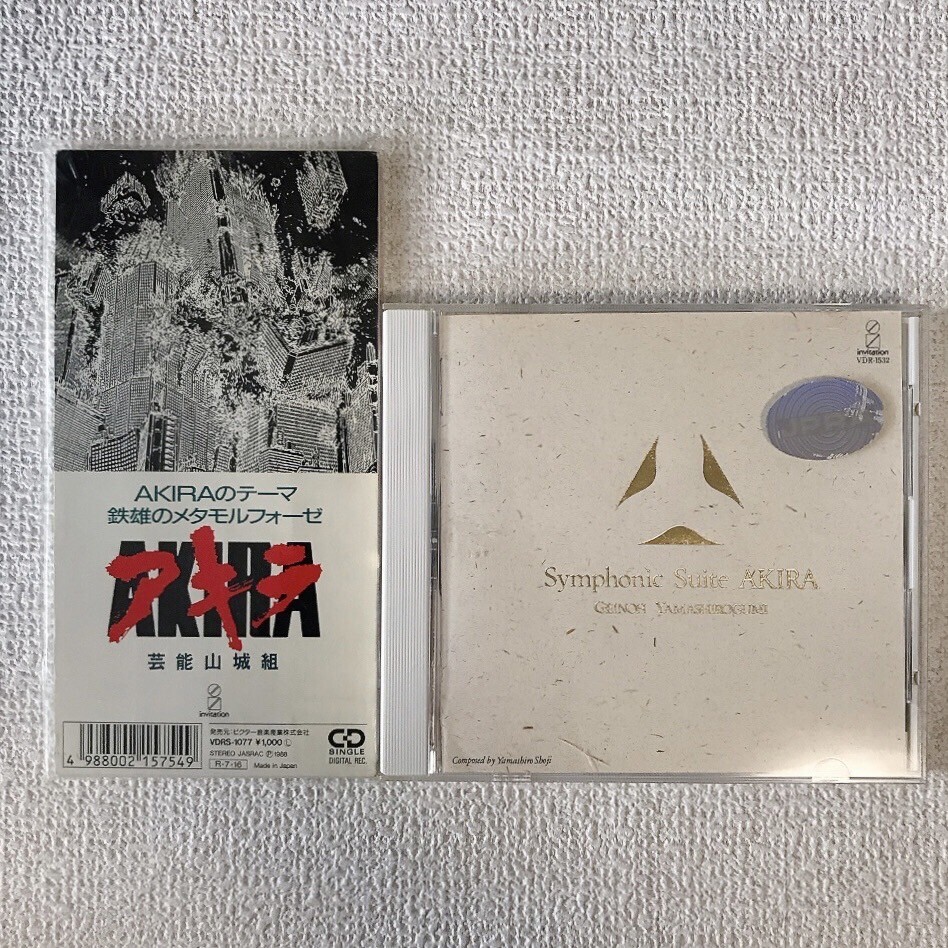 AKIRAのテーマ
鉄雄のメタモルフォーゼ
AKIRA
アキラ
芸能山城組
invitation
4 988002 157549
発売元:ビクター音楽産業株式会社
VDRS-1077 ¥1,000 Ⓛ
STEREO JASRAC Ⓟ1988
R-7·16 Made in Japan
CD
SINGLE
DIGITAL REC.
invitation
VDR-1532
Symphonic Suite AKIRA
GEINOH YAMASHIROGUMI
Composed by Yamashiro Shoji